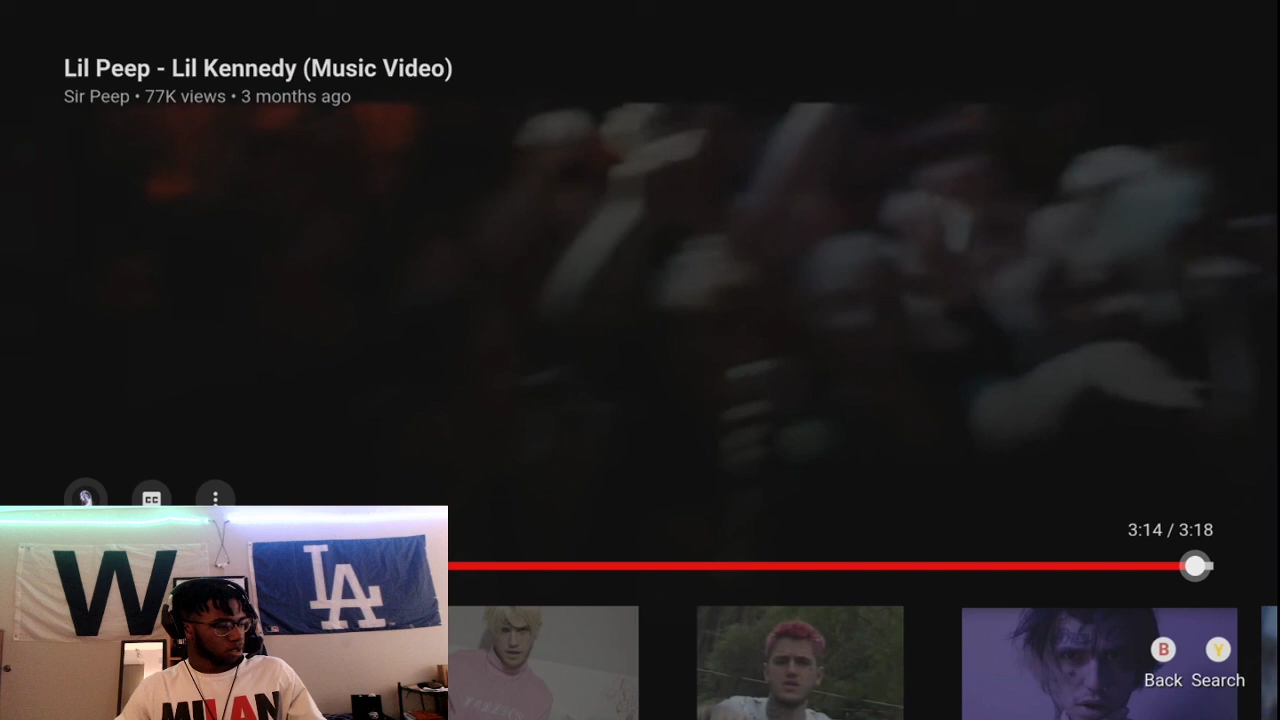 Lil Peep - Lil Kennedy (Music Video)
Sir Peep • 77K views • 3 months ago
CC
3:14 / 3:18
W
LA
MILAN
B Y
Back Search